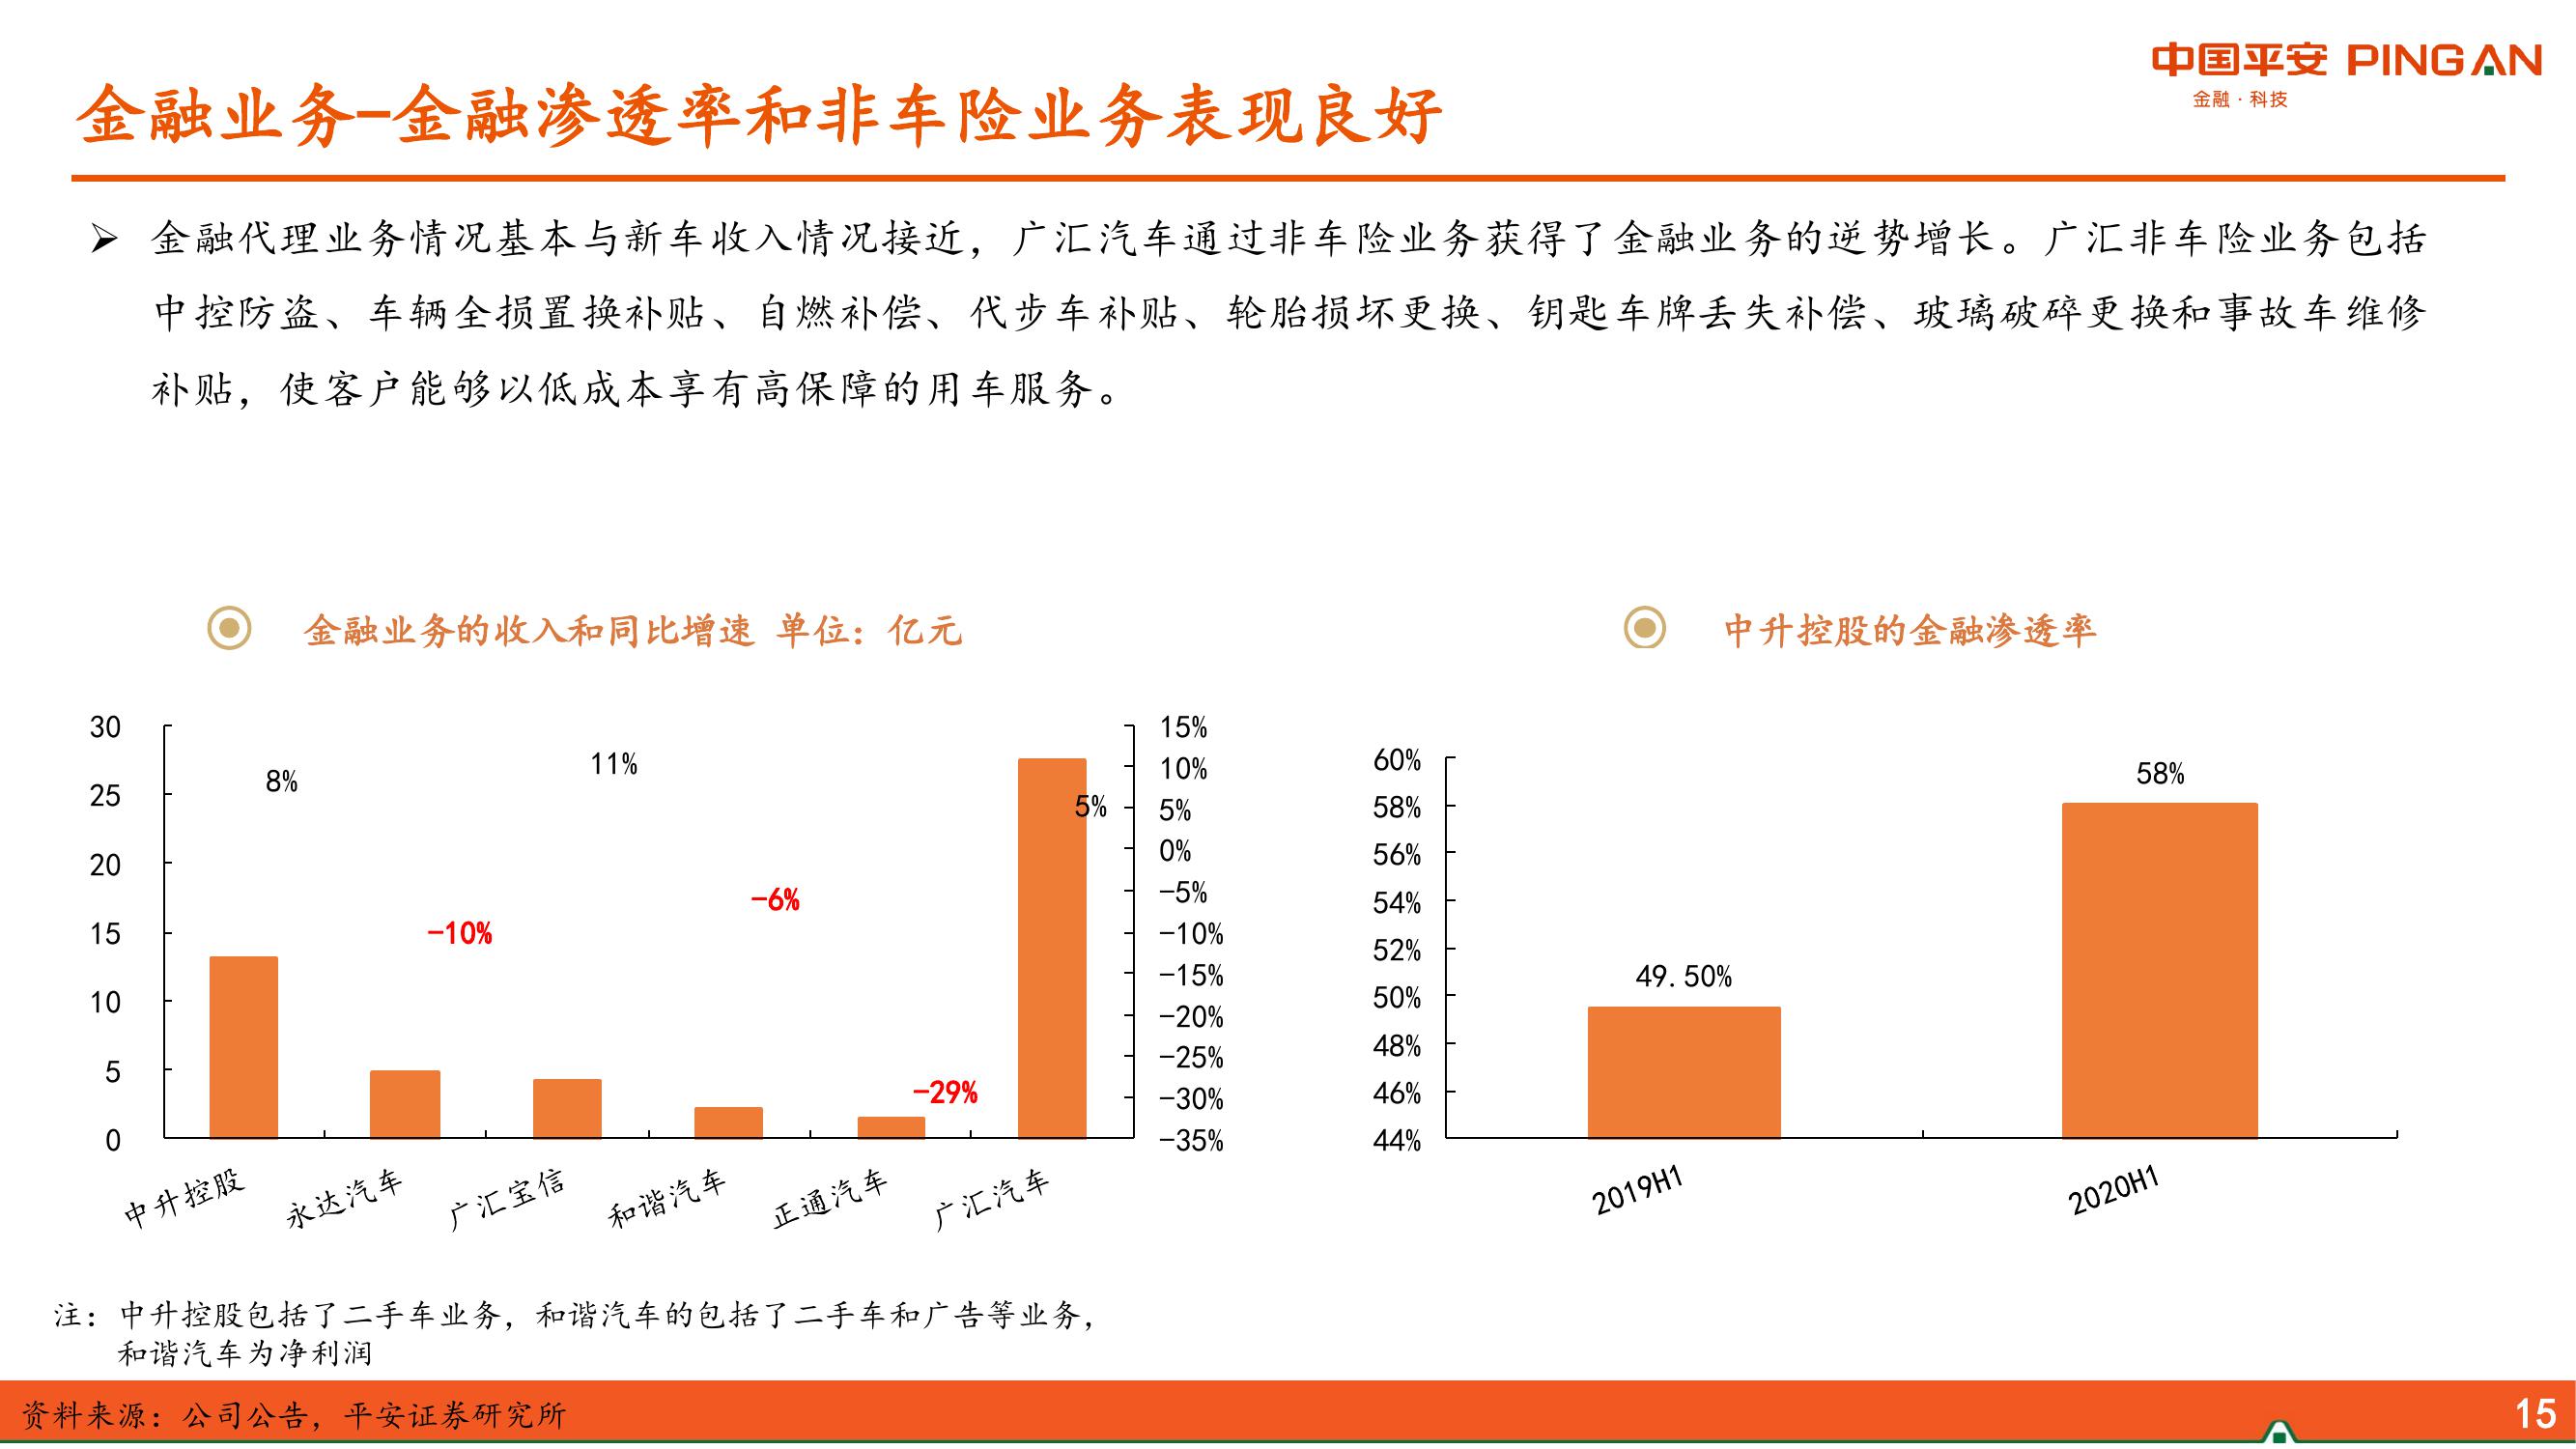 中国平安 PINGAN
金融·科技
金融业务-金融渗透率和非车险业务表现良好
➢ 金融代理业务情况基本与新车收入情况接近，广汇汽车通过非车险业务获得了金融业务的逆势增长。广汇非车险业务包括
中控防盗、车辆全损置换补贴、自燃补偿、代步车补贴、轮胎损坏更换、钥匙车牌丢失补偿、玻璃破碎更换和事故车维修
补贴，使客户能够以低成本享有高保障的用车服务。
金融业务的收入和同比增速 单位：亿元
30
25
20
15
10
5
0
8%
-10%
11%
-6%
-29%
5%
15%
10%
5%
0%
-5%
-10%
-15%
-20%
-25%
-30%
-35%
中升控股
永达汽车
广汇宝信
和谐汽车
正通汽车
广汇汽车
中升控股的金融渗透率
60%
58%
56%
54%
52%
50%
48%
46%
44%
49.50%
58%
2019H1
2020H1
注：中升控股包括了二手车业务，和谐汽车的包括了二手车和广告等业务，
和谐汽车为净利润
资料来源：公司公告，平安证券研究所
15